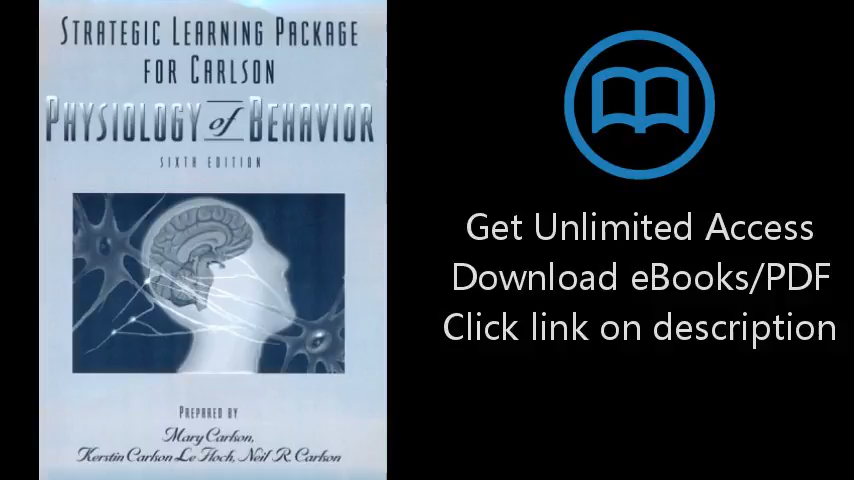 STRATEGIC LEARNING PACKAGE
FOR CARLSON
PHYSIOLOGY of BEHAVIOR
SIXTH EDITION
PREPARED BY
Mary Carlson,
Kerstin Carlson Le Floch, Neil R. Carlson
Get Unlimited Access
Download eBooks/PDF
Click link on description